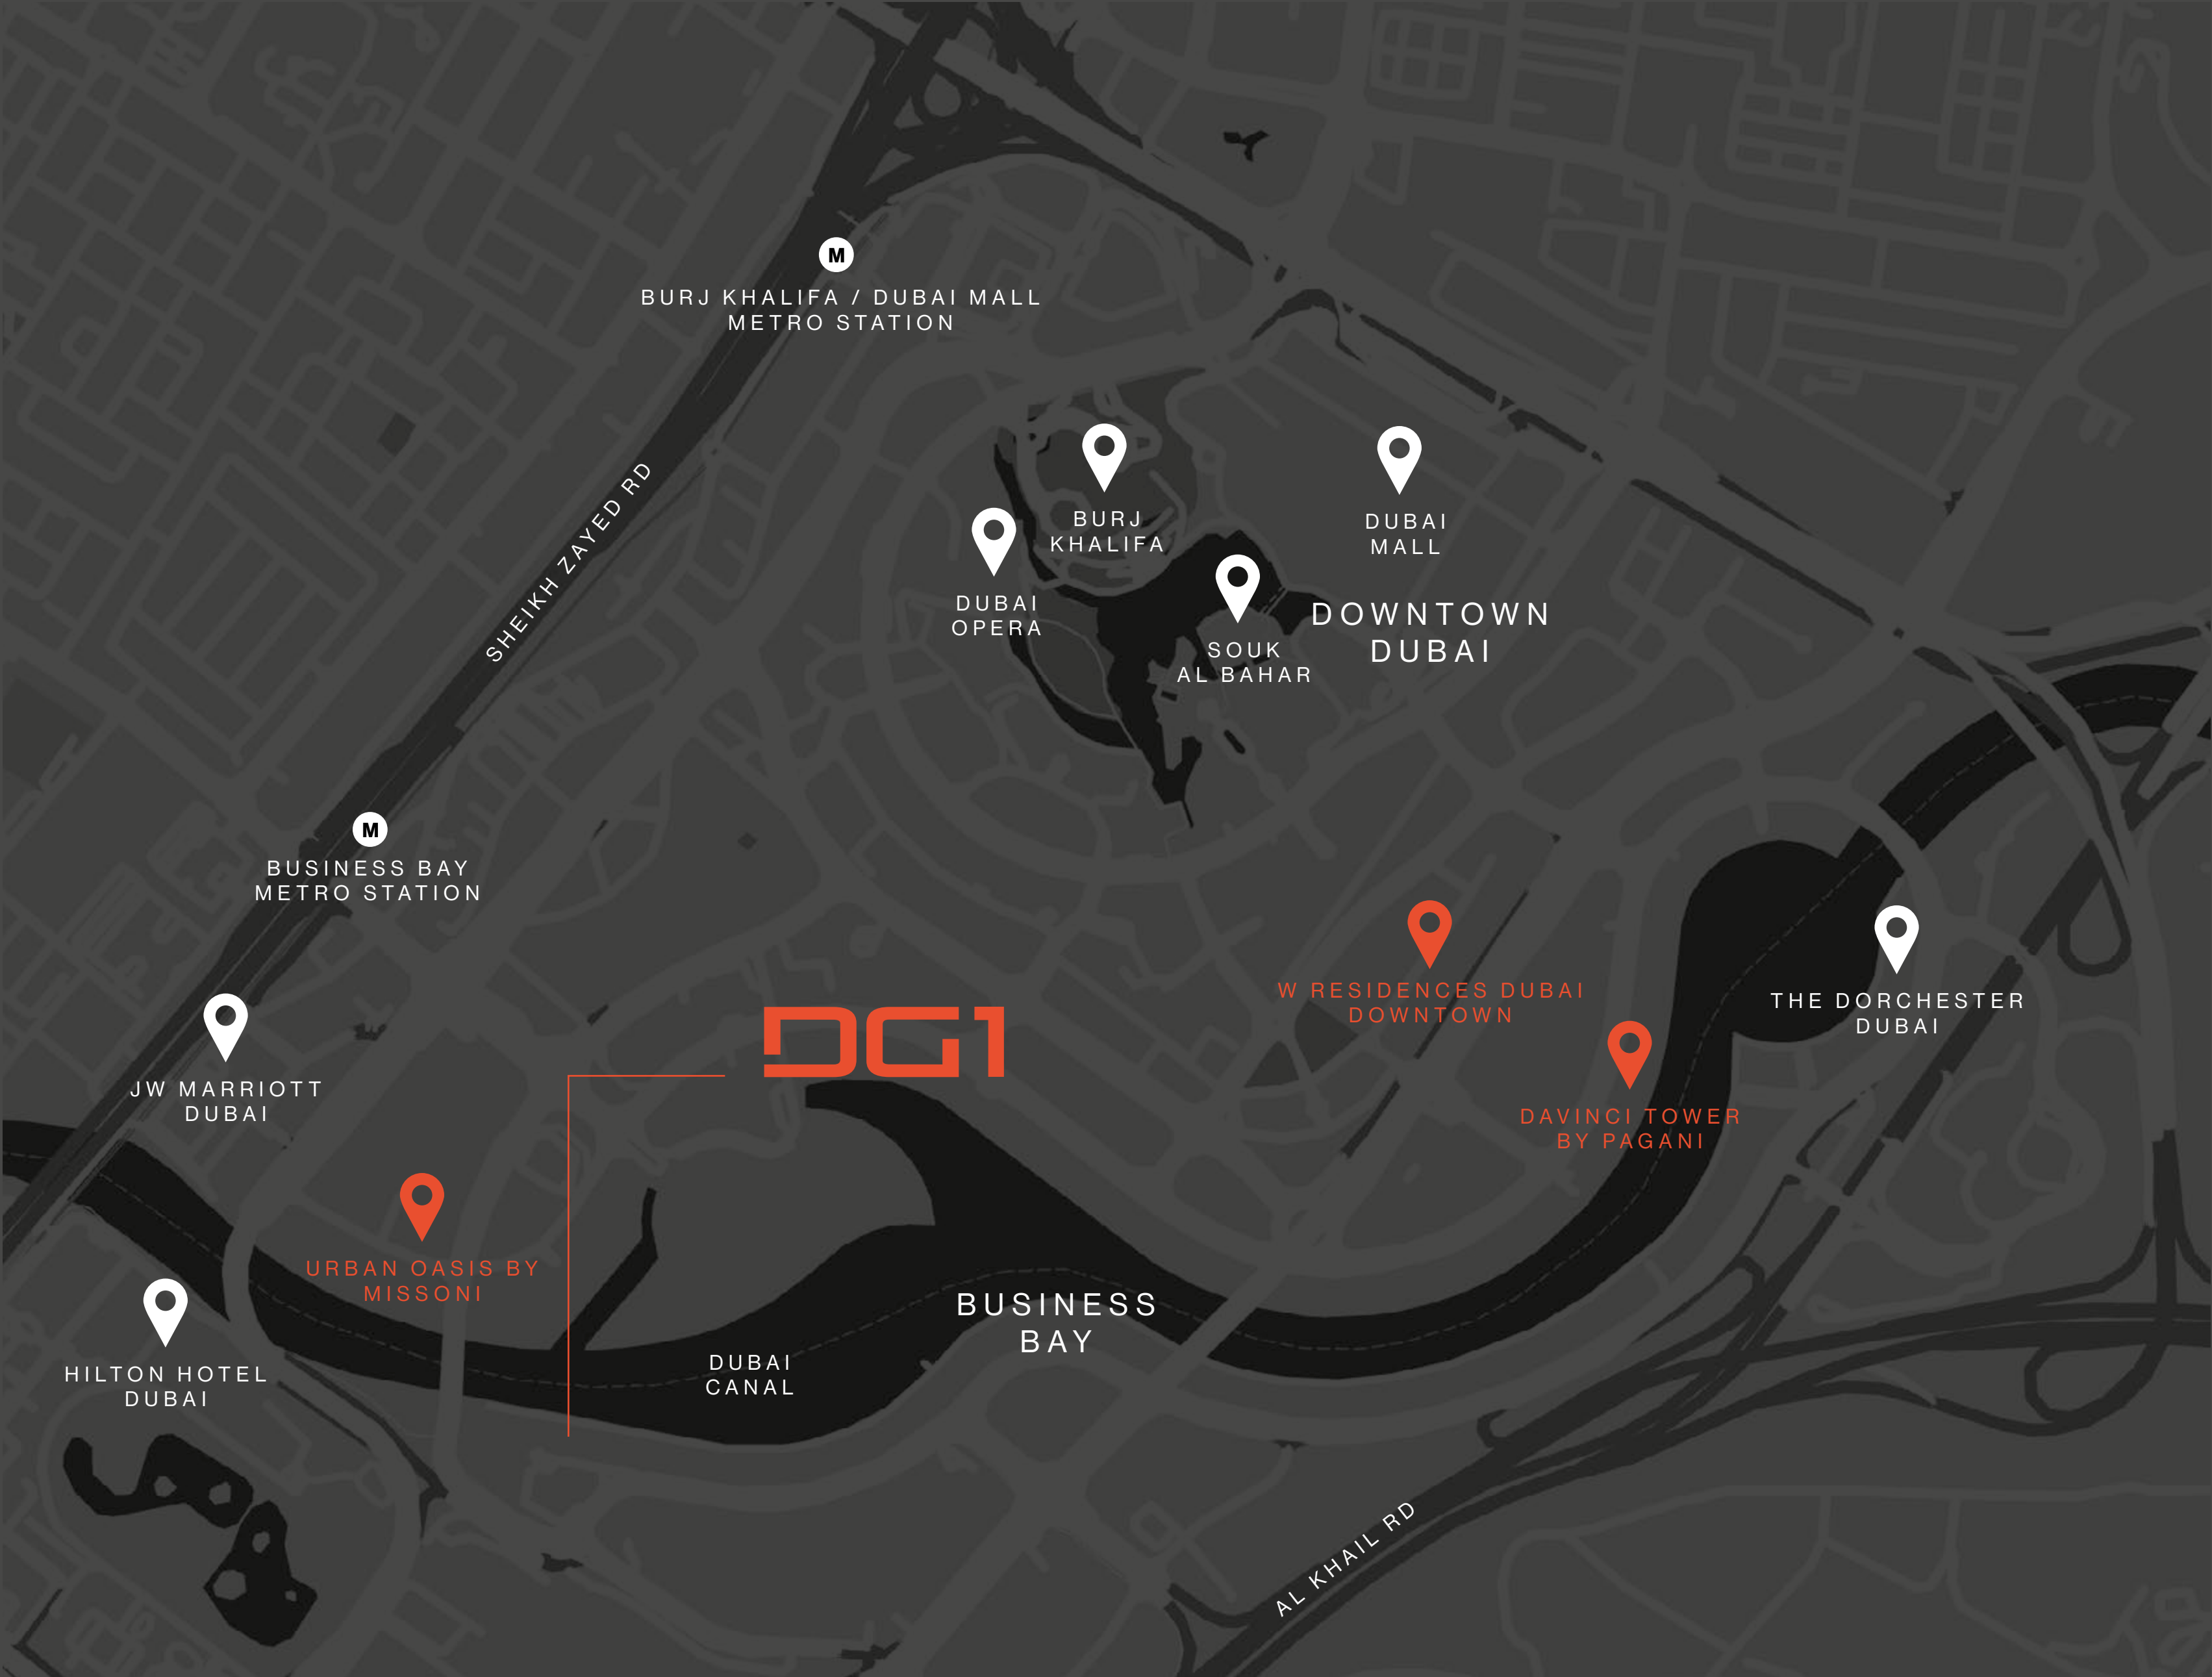 M
BURJ KHALIFA / DUBAI MALL
METRO STATION
SHEIKH ZAYED RD
BURJ
KHALIFA
DUBAI
MALL
DUBAI
OPERA
SOUK
AL BAHAR
DOWNTOWN
DUBAI
M
BUSINESS BAY
METRO STATION
W RESIDENCES DUBAI
DOWNTOWN
THE DORCHESTER
DUBAI
DG1
JW MARRIOTT
DUBAI
DAVINCI TOWER
BY PAGANI
URBAN OASIS BY
MISSONI
BUSINESS
BAY
DUBAI
CANAL
HILTON HOTEL
DUBAI
AL KHAIL RD